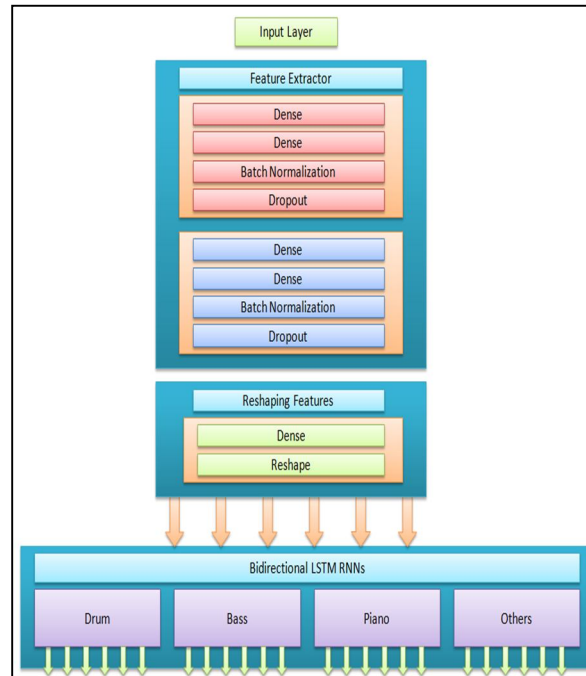 Input Layer
Feature Extractor
Dense
Dense
Batch Normalization
Dropout
Dense
Dense
Batch Normalization
Dropout
Reshaping Features
Dense
Reshape
Bidirectional LSTM RNNs
Drum
Bass
Piano
Others